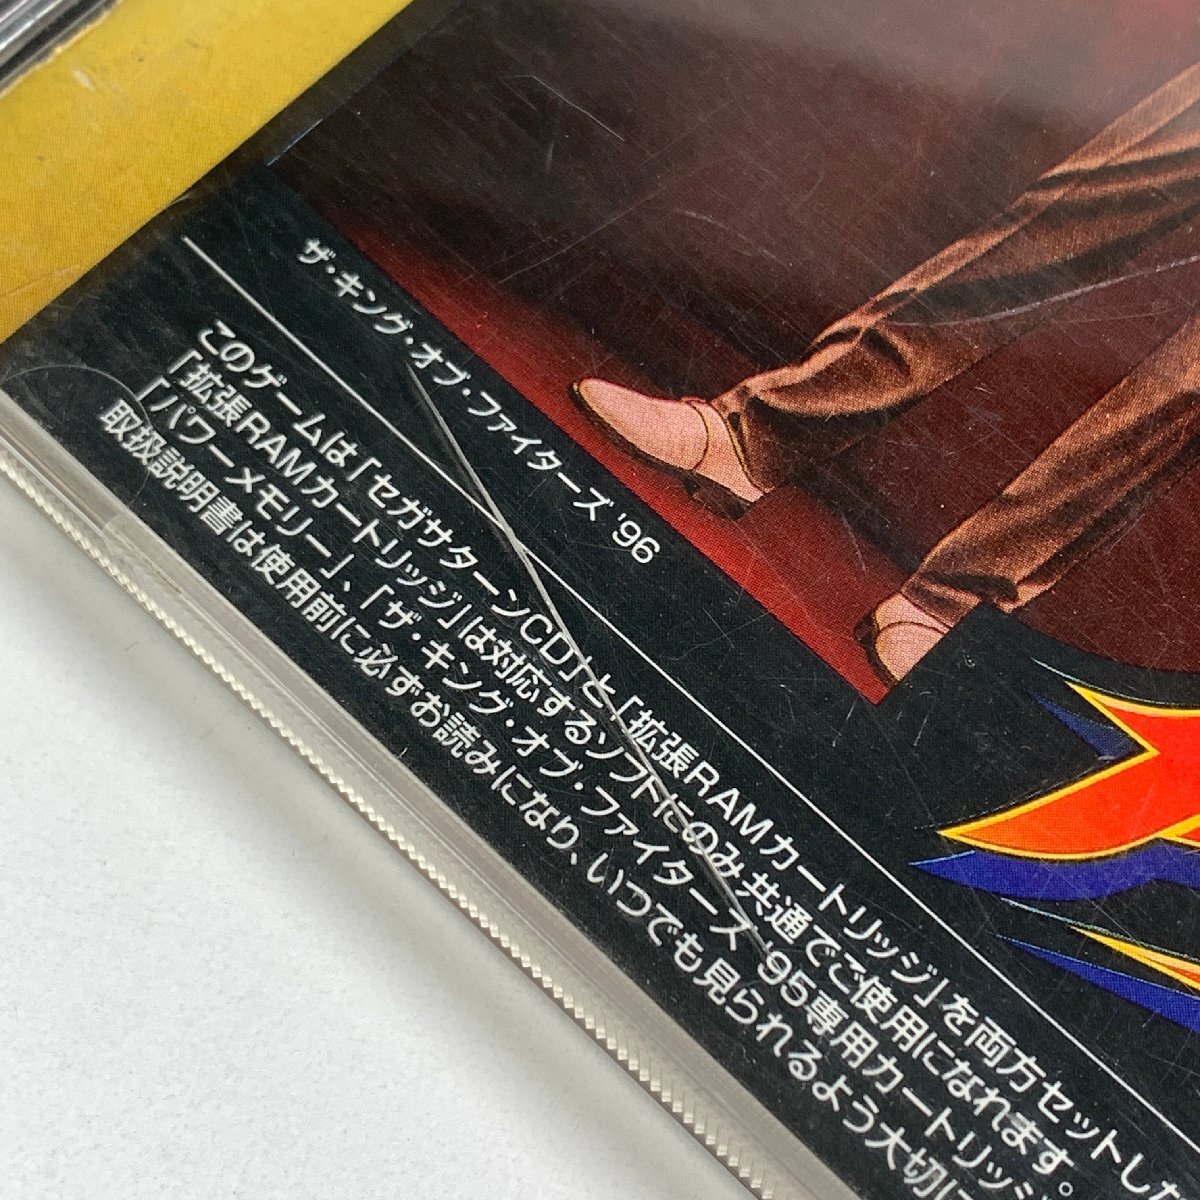 ザ・キング・オブ・ファイターズ '96
このゲームは「セガサターンCD」と「拡張RAMカートリッジ」を両方セットした
「拡張RAMカートリッジ」は対応するソフトにのみ共通でご使用になれます。
「パワーメモリー」、「ザ・キング・オブ・ファイターズ '95専用カートリッジ
取扱説明書は使用前に必ずお読みになり、いつでも見られるよう大切に